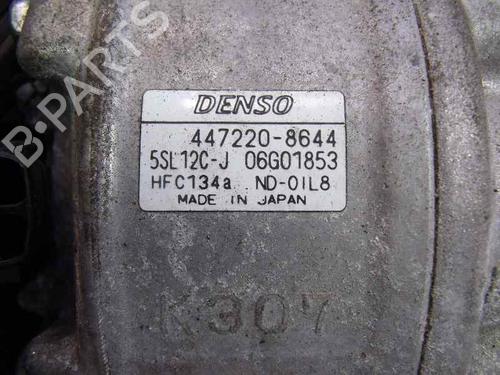 DENSO
447220-8644
5SL12C-J 06G01853
HFC134a ND-OIL8
MADE IN JAPAN
K307
B-PARTS